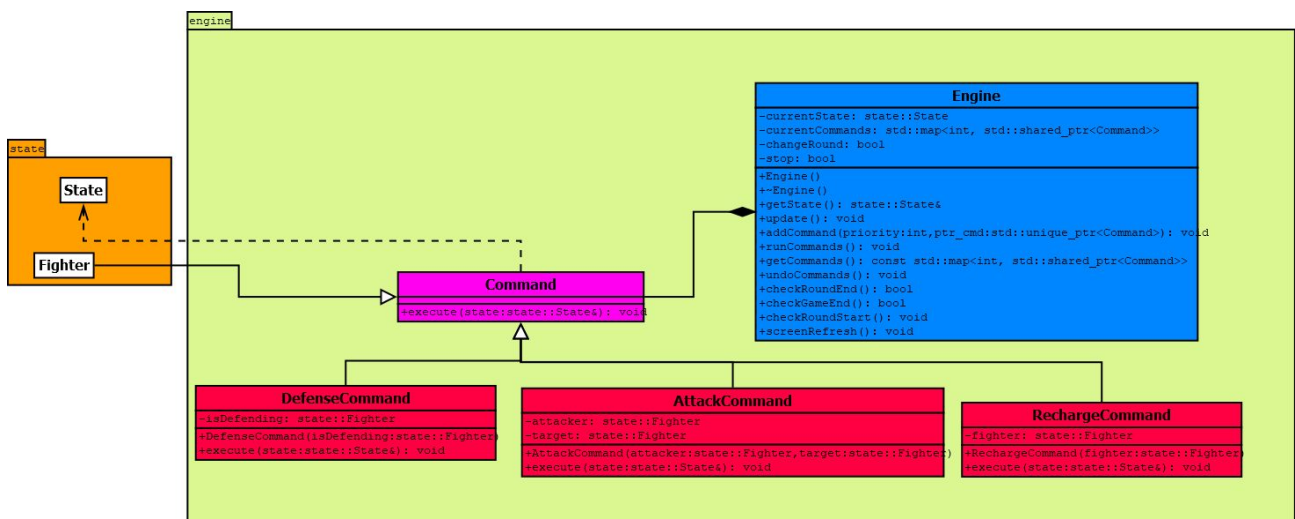 engine
Engine
-currentState: state::State
-currentCommands: std::map<int, std::shared_ptr<Command>>
-changeRound: bool
-stop: bool
+Engine()
+~Engine()
+getState(): state::State&
+update(): void
+addCommand(priority:int,ptr_cmd:std::unique_ptr<Command>): void
+runCommands(): void
+getCommands(): const std::map<int, std::shared_ptr<Command>>
+undoCommands(): void
+checkRoundEnd(): bool
+checkGameEnd(): bool
+checkRoundStart(): void
+screenRefresh(): void
state
State
Fighter
Command
+execute(state:state::State&): void
DefenseCommand
-isDefending: state::Fighter
+DefenseCommand(isDefending:state::Fighter)
+execute(state:state::State&): void
AttackCommand
-attacker: state::Fighter
-target: state::Fighter
+AttackCommand(attacker:state::Fighter,target:state::Fighter)
+execute(state:state::State&): void
RechargeCommand
-fighter: state::Fighter
+RechargeCommand(fighter:state::Fighter)
+execute(state:state::State&): void